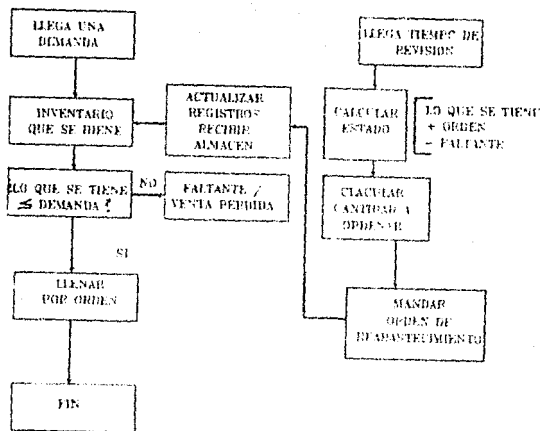 LLEGA UNA
DEMANDA
INVENTARIO
QUE SE DIENE
LO QUE SE TIENE
≤ DEMANDA?
NO
FALTANTE /
VENTA PERDIDA
SI
LLENAR
POR ORDEN
FIN
ACTUALIZAR
REGISTROS
RECIBIR
ALMACEN
LLEGA TIEMPO DE
REVISION
CALCULAR
ESTADO
LO QUE SE TIENE
+ ORDEN
- FALTANTE
CLACULAR
CANTIDAD A
ORDENAR
MANDAR
ORDEN DE
REABASTECIMIENTO